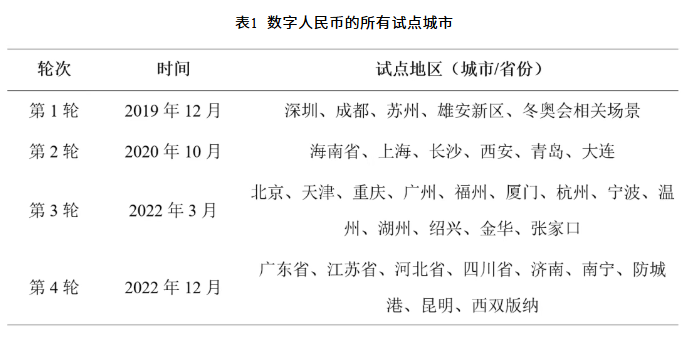 表1 数字人民币的所有试点城市
轮次 时间 试点地区（城市/省份）
第 1 轮 2019 年 12 月 深圳、成都、苏州、雄安新区、冬奥会相关场景
第 2 轮 2020 年 10 月 海南省、上海、长沙、西安、青岛、大连
北京、天津、重庆、广州、福州、厦门、杭州、宁波、温
第 3 轮 2022 年 3 月
州、湖州、绍兴、金华、张家口
广东省、江苏省、河北省、四川省、济南、南宁、防城
第 4 轮 2022 年 12 月
港、昆明、西双版纳